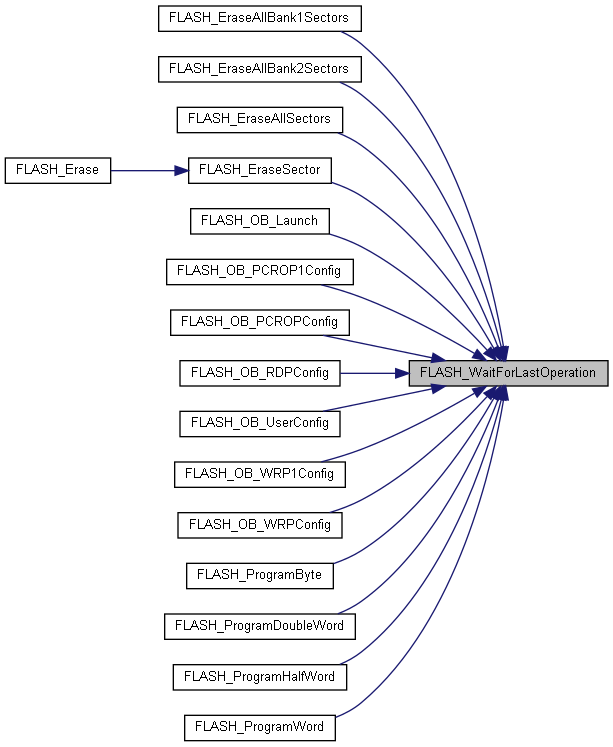 FLASH_EraseAllBank1Sectors
FLASH_EraseAllBank2Sectors
FLASH_EraseAllSectors
FLASH_Erase
FLASH_EraseSector
FLASH_OB_Launch
FLASH_OB_PCROP1Config
FLASH_OB_PCROPConfig
FLASH_OB_RDPConfig
FLASH_WaitForLastOperation
FLASH_OB_UserConfig
FLASH_OB_WRP1Config
FLASH_OB_WRPConfig
FLASH_ProgramByte
FLASH_ProgramDoubleWord
FLASH_ProgramHalfWord
FLASH_ProgramWord